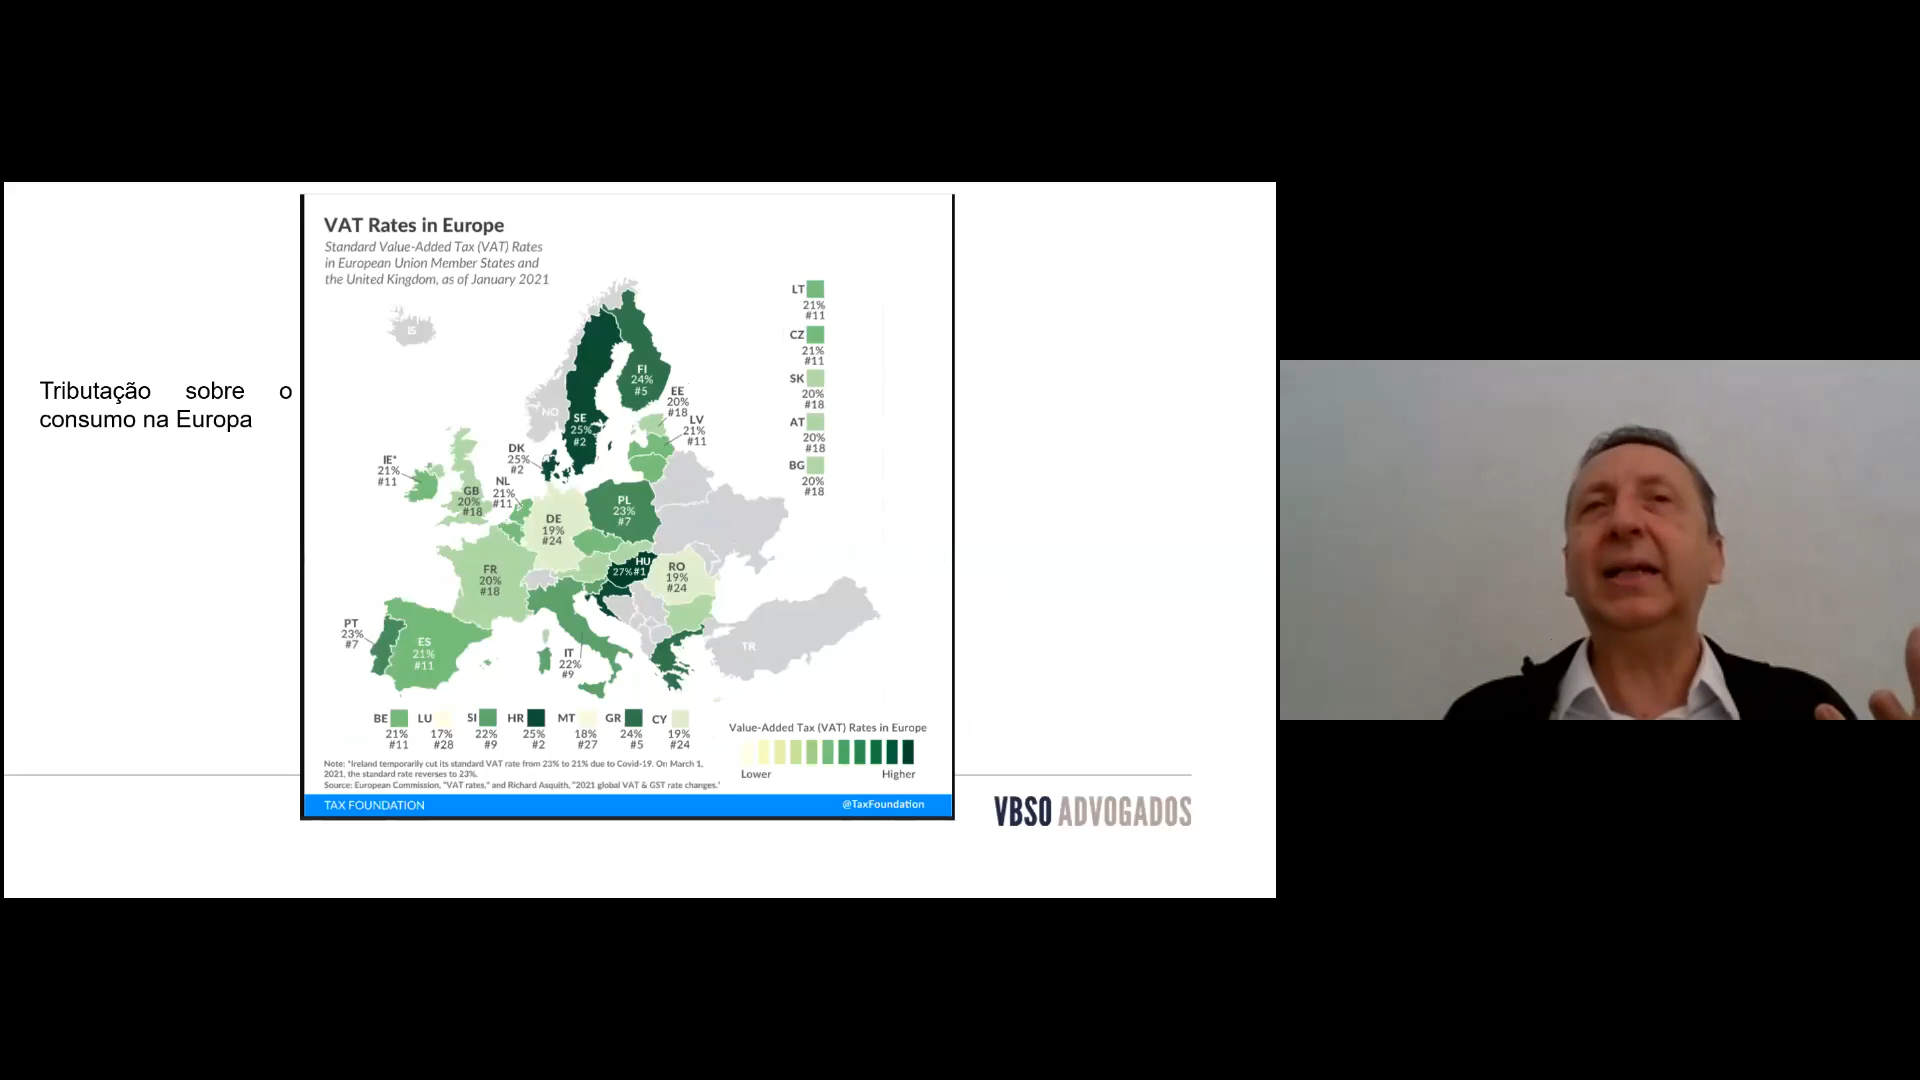 Tributação sobre o
consumo na Europa
VAT Rates in Europe
Standard Value-Added Tax (VAT) Rates
in European Union Member States and
the United Kingdom, as of January 2021
IS
NO
SE
25%
#2
FI
24%
#5
EE
20%
#18
LV
21%
#11
DK
25%
#2
IE*
21%
#11
GB
20%
#18
NL
21%
#11
DE
19%
#24
PL
23%
#7
FR
20%
#18
HU
27% #1
RO
19%
#24
PT
23%
#7
ES
21%
#11
IT
22%
#9
TR
LT
21%
#11
CZ
21%
#11
SK
20%
#18
AT
20%
#18
BG
20%
#18
BE
21%
#11
LU
17%
#28
SI
22%
#9
HR
25%
#2
MT
18%
#27
GR
24%
#5
CY
19%
#24
Value-Added Tax (VAT) Rates in Europe
Lower Higher
Note: *Ireland temporarily cut its standard VAT rate from 23% to 21% due to Covid-19. On March 1,
2021, the standard rate reverses to 23%.
Source: European Commission, "VAT rates," and Richard Asquith, "2021 global VAT & GST rate changes."
TAX FOUNDATION @TaxFoundation
VBSO ADVOGADOS